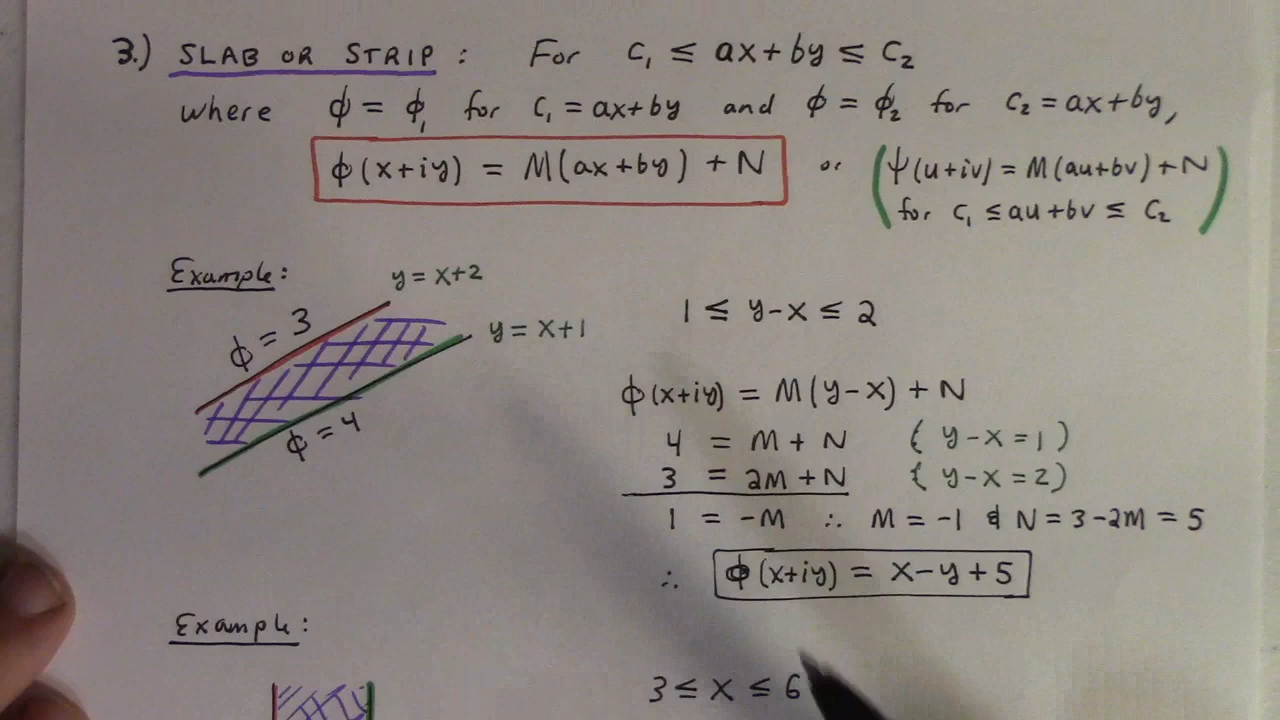 3.) SLAB OR STRIP : For c₁ ≤ ax+by ≤ c₂
where ϕ = ϕ₁ for c₁ = ax+by and ϕ = ϕ₂ for c₂ = ax+by,
ϕ(x+iy) = M(ax+by) + N or (ψ(u+iv) = M(au+bv)+N
for c₁ ≤ au+bv ≤ c₂)
Example:
y = x+2
ϕ = 3
y = x+1
ϕ = 4
1 ≤ y-x ≤ 2
ϕ(x+iy) = M(y-x) + N
4 = M + N (y-x=1)
3 = 2M + N (y-x=2)
1 = -M ∴ M = -1 & N = 3-2M = 5
∴ ϕ(x+iy) = x-y+5
Example:
3 ≤ x ≤ 6